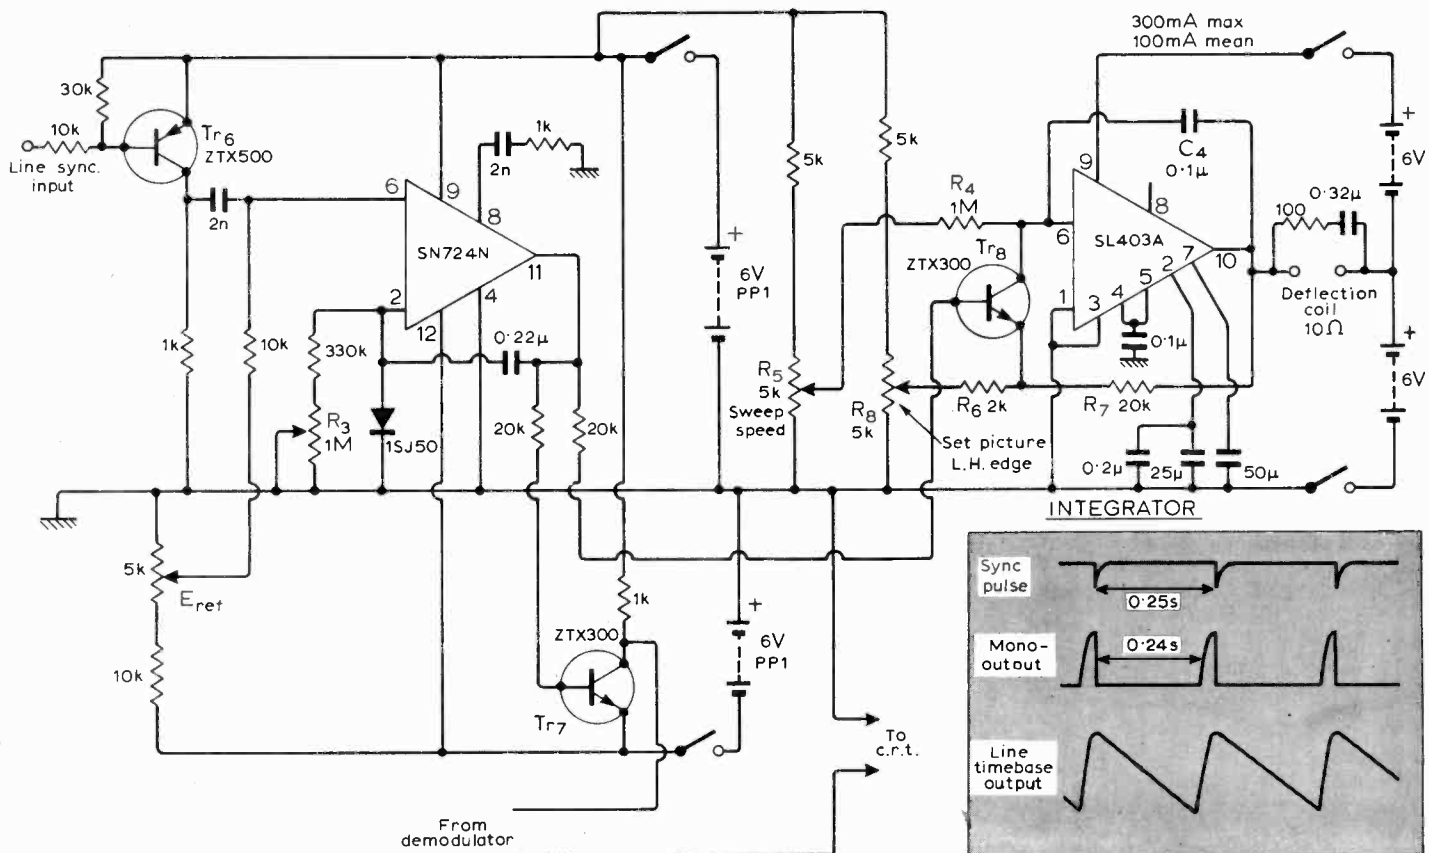 30k
10k
Line sync.
input
Tr6
ZTX500
2n
1k
2n
6
9
8
SN724N
11
2
4
12
330k
0·22µ
1k
10k
R3
1M
1SJ50
20k
20k
5k
Eref
10k
+
6V
PP1
5k
5k
R5
5k
Sweep
speed
R8
5k
Set picture
L.H. edge
R4
1M
Tr8
ZTX300
R6 2k
R7 20k
300mA max
100mA mean
9
C4
0·1µ
8
6
SL403A
7
10
2
5
1
3
4
0·1µ
100
0·32µ
Deflection
coil
10Ω
+
6V
+
6V
0·2µ
25µ
50µ
INTEGRATOR
1k
ZTX300
Tr7
+
6V
PP1
To
c.r.t.
From
demodulator
Sync
pulse
0·25s
Mono-
output
0·24s
Line
timebase
output